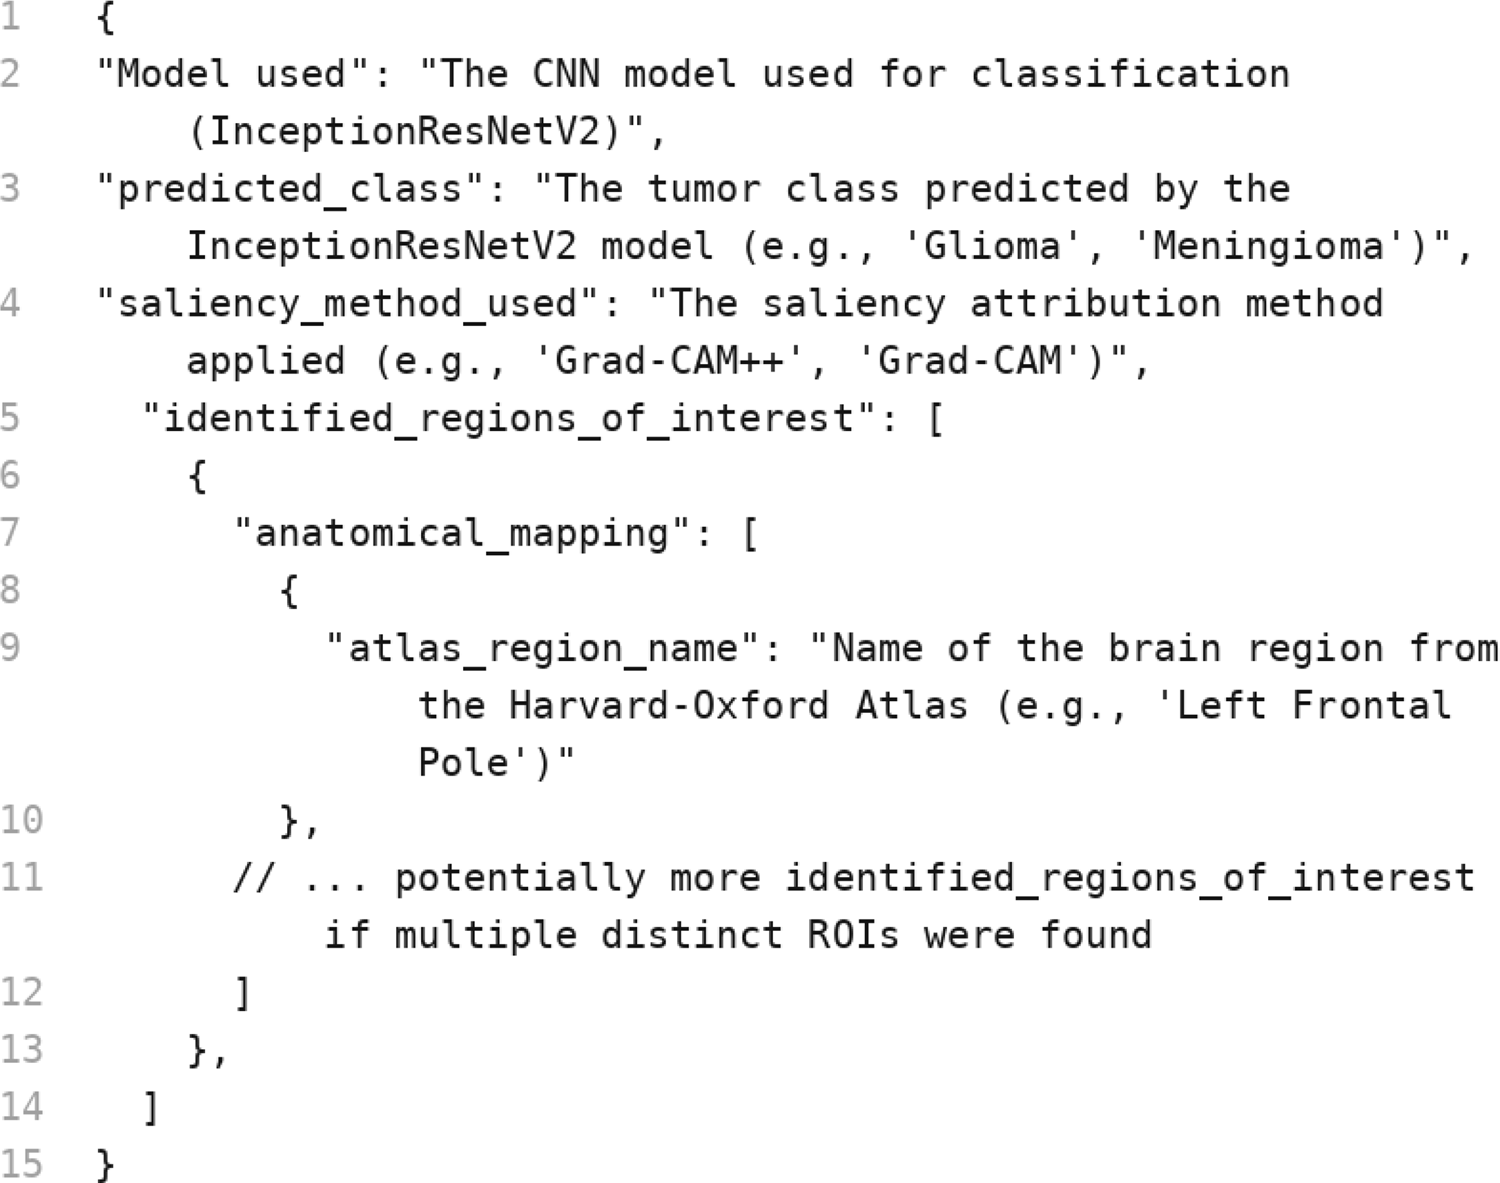 1 {
2 "Model used": "The CNN model used for classification
(InceptionResNetV2)",
3 "predicted_class": "The tumor class predicted by the
InceptionResNetV2 model (e.g., 'Glioma', 'Meningioma')",
4 "saliency_method_used": "The saliency attribution method
applied (e.g., 'Grad-CAM++', 'Grad-CAM')",
5 "identified_regions_of_interest": [
6 {
7 "anatomical_mapping": [
8 {
9 "atlas_region_name": "Name of the brain region from
the Harvard-Oxford Atlas (e.g., 'Left Frontal
Pole')"
10 },
11 // ... potentially more identified_regions_of_interest
if multiple distinct ROIs were found
12 ]
13 },
14 ]
15 }